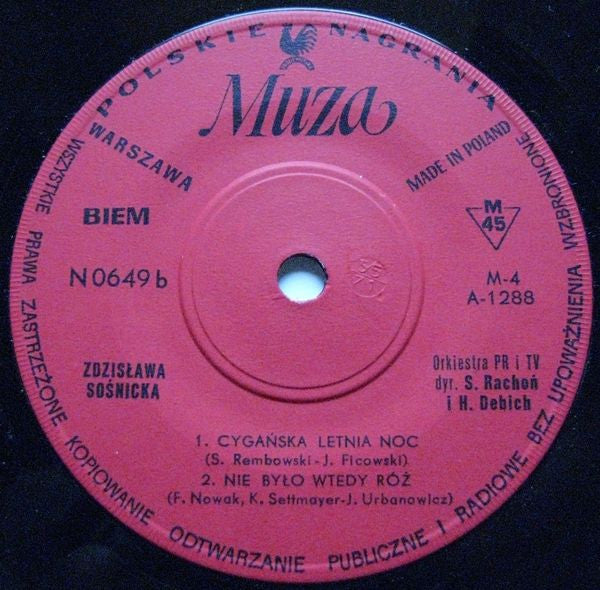 POLSKIE NAGRANIA
Muza
WARSZAWA
MADE IN POLAND
BIEM
M
45
N 0649 b
M-4
A-1288
ZDZISŁAWA
SOŚNICKA
Orkiestra PR i TV
dyr. S. Rachoń
i H. Debich
1. CYGAŃSKA LETNIA NOC
(S. Rembowski-J. Ficowski)
2. NIE BYŁO WTEDY RÓŻ
(F. Nowak, K. Settmayer-J. Urbanowicz)
WSZYSTKIE PRAWA ZASTRZEŻONE KOPIOWANIE ODTWARZANIE PUBLICZNE I RADIOWE BEZ UPOWAŻNIENIA WZBRONIONE